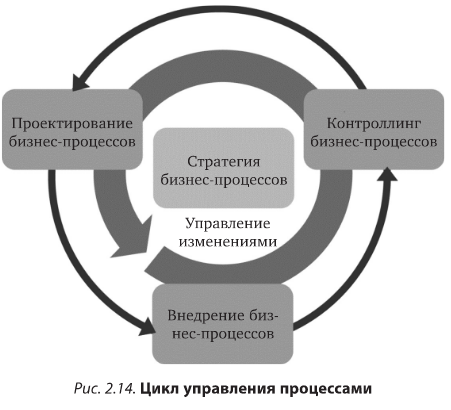 Проектирование
бизнес-процессов
Контроллинг
бизнес-процессов
Стратегия
бизнес-процессов
Управление
изменениями
Внедрение биз-
нес-процессов
Рис. 2.14. Цикл управления процессами